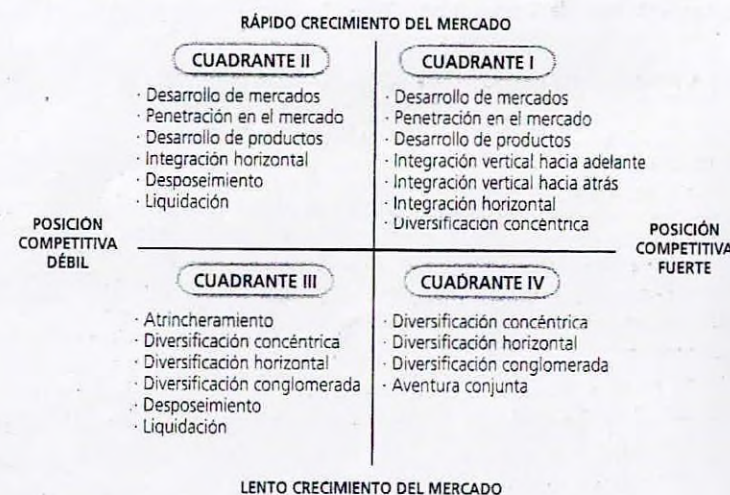 RÁPIDO CRECIMIENTO DEL MERCADO
CUADRANTE II
· Desarrollo de mercados
· Penetración en el mercado
· Desarrollo de productos
· Integración horizontal
· Desposeimiento
· Liquidación
CUADRANTE I
· Desarrollo de mercados
· Penetración en el mercado
· Desarrollo de productos
· Integración vertical hacia adelante
· Integración vertical hacia atrás
· Integración horizontal
· Diversificación concéntrica
POSICIÓN
COMPETITIVA
DÉBIL
POSICIÓN
COMPETITIVA
FUERTE
CUADRANTE III
· Atrincheramiento
· Diversificación concéntrica
· Diversificación horizontal
· Diversificación conglomerada
· Desposeimiento
· Liquidación
CUADRANTE IV
· Diversificación concéntrica
· Diversificación horizontal
· Diversificación conglomerada
· Aventura conjunta
LENTO CRECIMIENTO DEL MERCADO